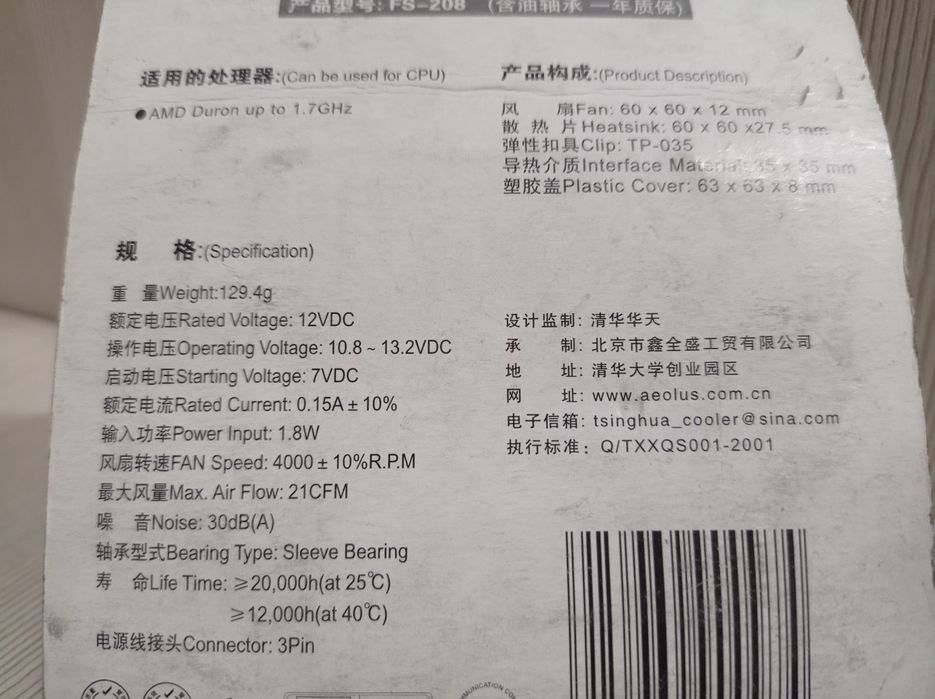 产品型号: FS-208 (含油轴承 一年质保)
适用的处理器:(Can be used for CPU)
●AMD Duron up to 1.7GHz
产品构成:(Product Description)
风 扇Fan: 60 x 60 x 12 mm
散 热 片Heatsink: 60 x 60 x27.5 mm
弹性扣具Clip: TP-035
导热介质Interface Material: 35 x 35 mm
塑胶盖Plastic Cover: 63 x 63 x 8 mm
规 格:(Specification)
重 量Weight:129.4g
额定电压Rated Voltage: 12VDC
操作电压Operating Voltage: 10.8 ~ 13.2VDC
启动电压Starting Voltage: 7VDC
额定电流Rated Current: 0.15A ± 10%
输入功率Power Input: 1.8W
风扇转速FAN Speed: 4000 ± 10%R.P.M
最大风量Max. Air Flow: 21CFM
噪 音Noise: 30dB(A)
轴承型式Bearing Type: Sleeve Bearing
寿 命Life Time: ≥20,000h(at 25℃)
≥12,000h(at 40℃)
电源线接头Connector: 3Pin
设计监制: 清华华天
承 制: 北京市鑫全盛工贸有限公司
地 址: 清华大学创业园区
网 址: www.aeolus.com.cn
电子信箱: tsinghua_cooler@sina.com
执行标准: Q/TXXQS001-2001